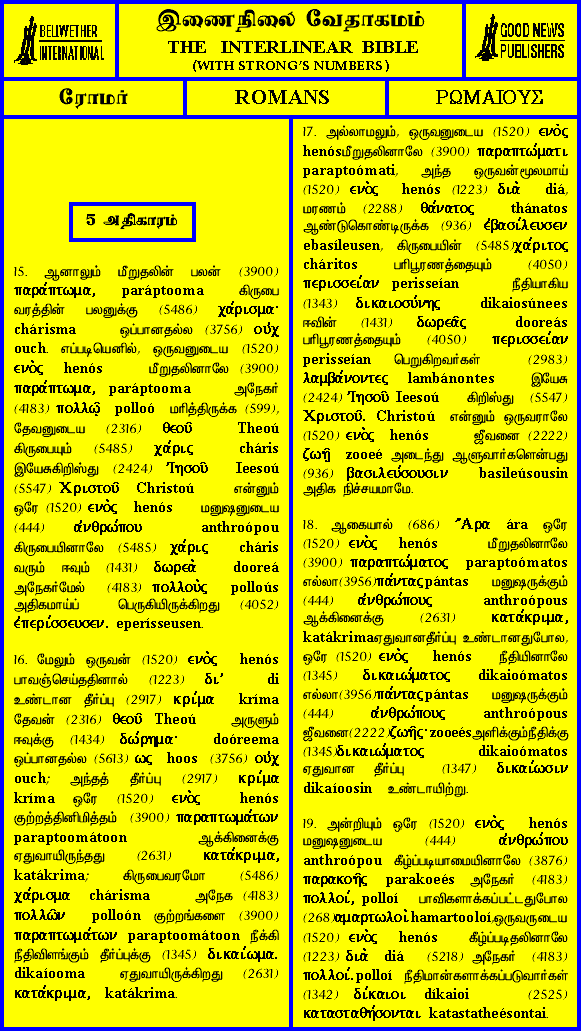 BELLWETHER
INTERNATIONAL
இணைநிலை வேதாகமம்
THE INTERLINEAR BIBLE
(WITH STRONG'S NUMBERS)
GOOD NEWS
PUBLISHERS
ரோமர்
ROMANS
ΡΩΜΑΙΟΥΣ
5 அதிகாரம்
15. ஆனாலும் மீறுதலின் பலன் (3900)
παράπτωμα, paráptooma கிருபை
வரத்தின் பலனுக்கு (5486) χάρισμα·
chárisma ஒப்பானதல்ல (3756) οὐχ
ouch. எப்படியெனில், ஒருவனுடைய (1520)
ἑνὸς henós மீறுதலினாலே (3900)
παράπτωμα, paráptooma அநேகர்
(4183) πολλῷ polloó மரித்திருக்க (599),
தேவனுடைய (2316) θεοῦ Theoú
கிருபையும் (5485) χάρις cháris
இயேசுகிறிஸ்து (2424) Ἰησοῦ Ieesoú
(5547) Χριστοῦ Christoú என்னும்
ஒரே (1520) ἑνὸς henós மனுஷனுடைய
(444) ἀνθρώπου anthroópou
கிருபையினாலே (5485) χάρις cháris
வரும் ஈவும் (1431) δωρεὰ dooreá
அநேகர்மேல் (4183) πολλοὺς polloús
அதிகமாய்ப் பெருகியிருக்கிறது (4052)
ἐπερίσσευσεν. eperísseusen.
16. மேலும் ஒருவன் (1520) ἑνὸς henós
பாவஞ்செய்ததினால் (1223) δι᾽ di
உண்டான தீர்ப்பு (2917) κρίμα kríma
தேவன் (2316) θεοῦ Theoú அருளும்
ஈவுக்கு (1434) δώρημα· doóreema
ஒப்பானதல்ல (5613) ὡς hoos (3756) οὐχ
ouch; அந்தத் தீர்ப்பு (2917) κρίμα
kríma ஒரே (1520) ἑνὸς henós
குற்றத்தினிமித்தம் (3900) παραπτωμάτων
paraptoomátoon ஆக்கினைக்கு
ஏதுவாயிருந்தது (2631) κατάκριμα,
katákrima; கிருபைவரமோ (5486)
χάρισμα chárisma அநேக (4183)
πολλῶν polloón குற்றங்களை (3900)
παραπτωμάτων paraptoomátoon நீக்கி
நீதிவிளங்கும் தீர்ப்புக்கு (1345) δικαίωμα.
dikaíooma ஏதுவாயிருக்கிறது (2631)
κατάκριμα, katákrima.
17. அல்லாமலும், ஒருவனுடைய (1520) ἑνὸς
henósமீறுதலினாலே (3900) παραπτώματι
paraptoómati, அந்த ஒருவன்மூலமாய்
(1520) ἑνὸς henós (1223) διὰ diá,
மரணம் (2288) θάνατος thánatos
ஆண்டுகொண்டிருக்க (936) ἐβασίλευσεν
ebasíleusen, கிருபையின் (5485)χάριτος
cháritos பரிபூரணத்தையும் (4050)
περισσείαν perisseían நீதியாகிய
(1343) δικαιοσύνης dikaiosúnees
ஈவின் (1431) δωρεᾶς dooreás
பரிபூரணத்தையும் (4050) περισσείαν
perisseían பெறுகிறவர்கள் (2983)
λαμβάνοντες lambánontes இயேசு
(2424) Ἰησοῦ Ieesoú கிறிஸ்து (5547)
Χριστοῦ. Christoú என்னும் ஒருவராலே
(1520) ἑνὸς henós ஜீவனை (2222)
ζωῇ zooeé அடைந்து ஆளுவார்களென்பது
(936) βασιλεύσουσιν basileúsousin
அதிக நிச்சயமாமே.
18. ஆகையால் (686) Ἄρα ára ஒரே
(1520) ἑνὸς henós மீறுதலினாலே
(3900) παραπτώματος paraptoómatos
எல்லா(3956)πάντας pántas மனுஷருக்கும்
(444) ἀνθρώπους anthroópous
ஆக்கினைக்கு (2631) κατάκριμα,
katákrimaஏதுவானதீர்ப்பு உண்டானதுபோல,
ஒரே (1520) ἑνὸς henós நீதியினாலே
(1345) δικαιώματος dikaioómatos
எல்லா(3956)πάντας pántas மனுஷருக்கும்
(444) ἀνθρώπους anthroópous
ஜீவனை(2222)ζωῆς· zooeésஅளிக்கும்நீதிக்கு
(1345)δικαιώματος dikaioómatos
ஏதுவான தீர்ப்பு (1347) δικαίωσιν
dikaíoosin உண்டாயிற்று.
19. அன்றியும் ஒரே (1520) ἑνὸς henós
மனுஷனுடைய (444) ἀνθρώπου
anthroópou கீழ்ப்படியாமையினாலே (3876)
παρακοῆς parakoeés அநேகர் (4183)
πολλοί, polloí பாவிகளாக்கப்பட்டதுபோல
(268)ἁμαρτωλοὶ hamartooloí,ஒருவருடைய
(1520) ἑνὸς henós கீழ்ப்படிதலினாலே
(1223) διὰ diá (5218) அநேகர் (4183)
πολλοί. polloí நீதிமான்களாக்கப்படுவார்கள்
(1342) δίκαιοι díkaioi (2525)
κατασταθήσονται katastatheésontai.